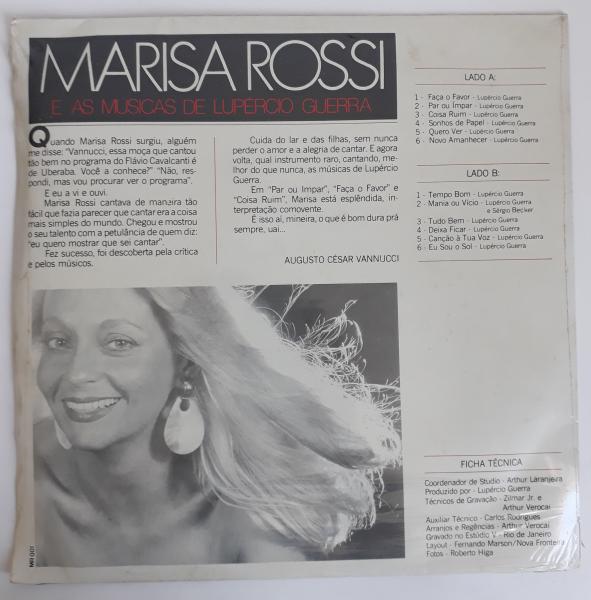 MARISA ROSSI
E AS MUSICAS DE LUPÉRCIO GUERRA
Quando Marisa Rossi surgiu, alguém
me disse: "Vannucci, essa moça que cantou
tão bem no programa do Flávio Cavalcanti é
de Uberaba. Você a conhece?" "Não, res-
pondi, mas vou procurar ver o programa".
E eu a vi e ouvi.
Marisa Rossi cantava de maneira tão
fácil que fazia parecer que cantar era a coisa
mais simples do mundo. Chegou e mostrou
o seu talento com a petulância de quem diz:
"eu quero mostrar que sei cantar".
Fez sucesso, foi descoberta pela crítica
e pelos músicos.
Cuida do lar e das filhas, sem nunca
perder o amor e a alegria de cantar. E agora
volta, qual instrumento raro, cantando, me-
lhor do que nunca, as músicas de Lupércio
Guerra.
Em "Par ou Impar", "Faça o Favor" e
"Coisa Ruim", Marisa está esplêndida, in-
terpretação comovente.
É isso aí, mineira, o que é bom dura prá
sempre, uai...
AUGUSTO CÉSAR VANNUCCI
LADO A:
1 - Faça o Favor - Lupércio Guerra
2 - Par ou Ímpar - Lupércio Guerra
3 - Coisa Ruim - Lupércio Guerra
4 - Sonhos de Papel - Lupércio Guerra
5 - Quero Ver - Lupércio Guerra
6 - Novo Amanhecer - Lupércio Guerra
LADO B:
1 - Tempo Bom - Lupércio Guerra
2 - Mania ou Vício - Lupércio Guerra
e Sérgio Becker
3 - Tudo Bem - Lupércio Guerra
4 - Deixa Ficar - Lupércio Guerra
5 - Canção à Tua Voz - Lupércio Guerra
6 - Eu Sou o Sol - Lupércio Guerra
FICHA TÉCNICA
Coordenador de Studio - Arthur Laranjeira
Produzido por - Lupércio Guerra
Técnicos de Gravação - Zilmar Jr. e
Arthur Verocai
Auxiliar Técnico - Carlos Rodrigues
Arranjos e Regências - Arthur Verocai
Gravado no Estúdio V - Rio de Janeiro
Layout - Fernando Marson/Nova Fronteira
Fotos - Roberto Higa
MR 001